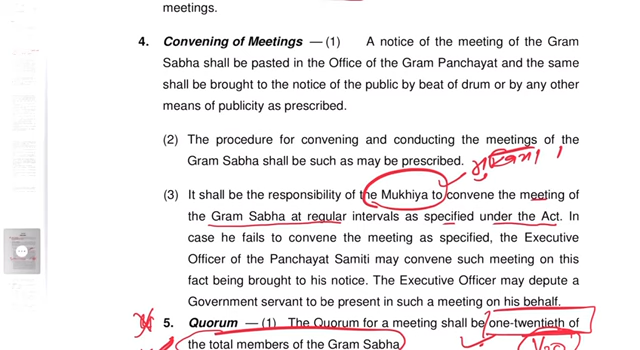 meetings.
4. Convening of Meetings — (1) A notice of the meeting of the Gram
Sabha shall be pasted in the Office of the Gram Panchayat and the same
shall be brought to the notice of the public by beat of drum or by any other
means of publicity as prescribed.
(2) The procedure for convening and conducting the meetings of the
Gram Sabha shall be such as may be prescribed.
(3) It shall be the responsibility of the Mukhiya to convene the meeting of
the Gram Sabha at regular intervals as specified under the Act. In
case he fails to convene the meeting as specified, the Executive
Officer of the Panchayat Samiti may convene such meeting on this
fact being brought to his notice. The Executive Officer may depute a
Government servant to be present in such a meeting on his behalf.
5. Quorum — (1) The Quorum for a meeting shall be one-twentieth of
the total members of the Gram Sabha